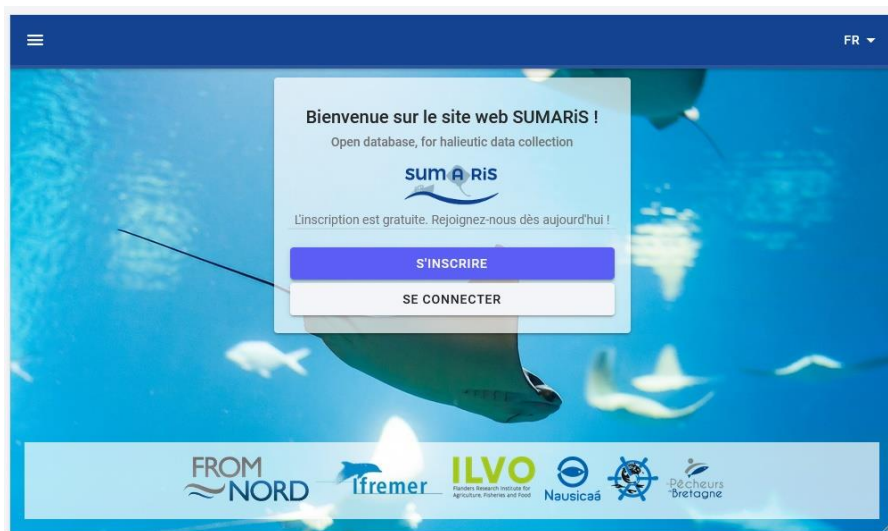 FR
Bienvenue sur le site web SUMARiS !
Open database, for halieutic data collection
sumARiS
L'inscription est gratuite. Rejoignez-nous dès aujourd'hui !
S'INSCRIRE
SE CONNECTER
FROM
NORD
Ifremer
ILVO
Flanders Research Institute for
Agriculture, Fisheries and Food
Nausicaá
Pêcheurs
de
Bretagne